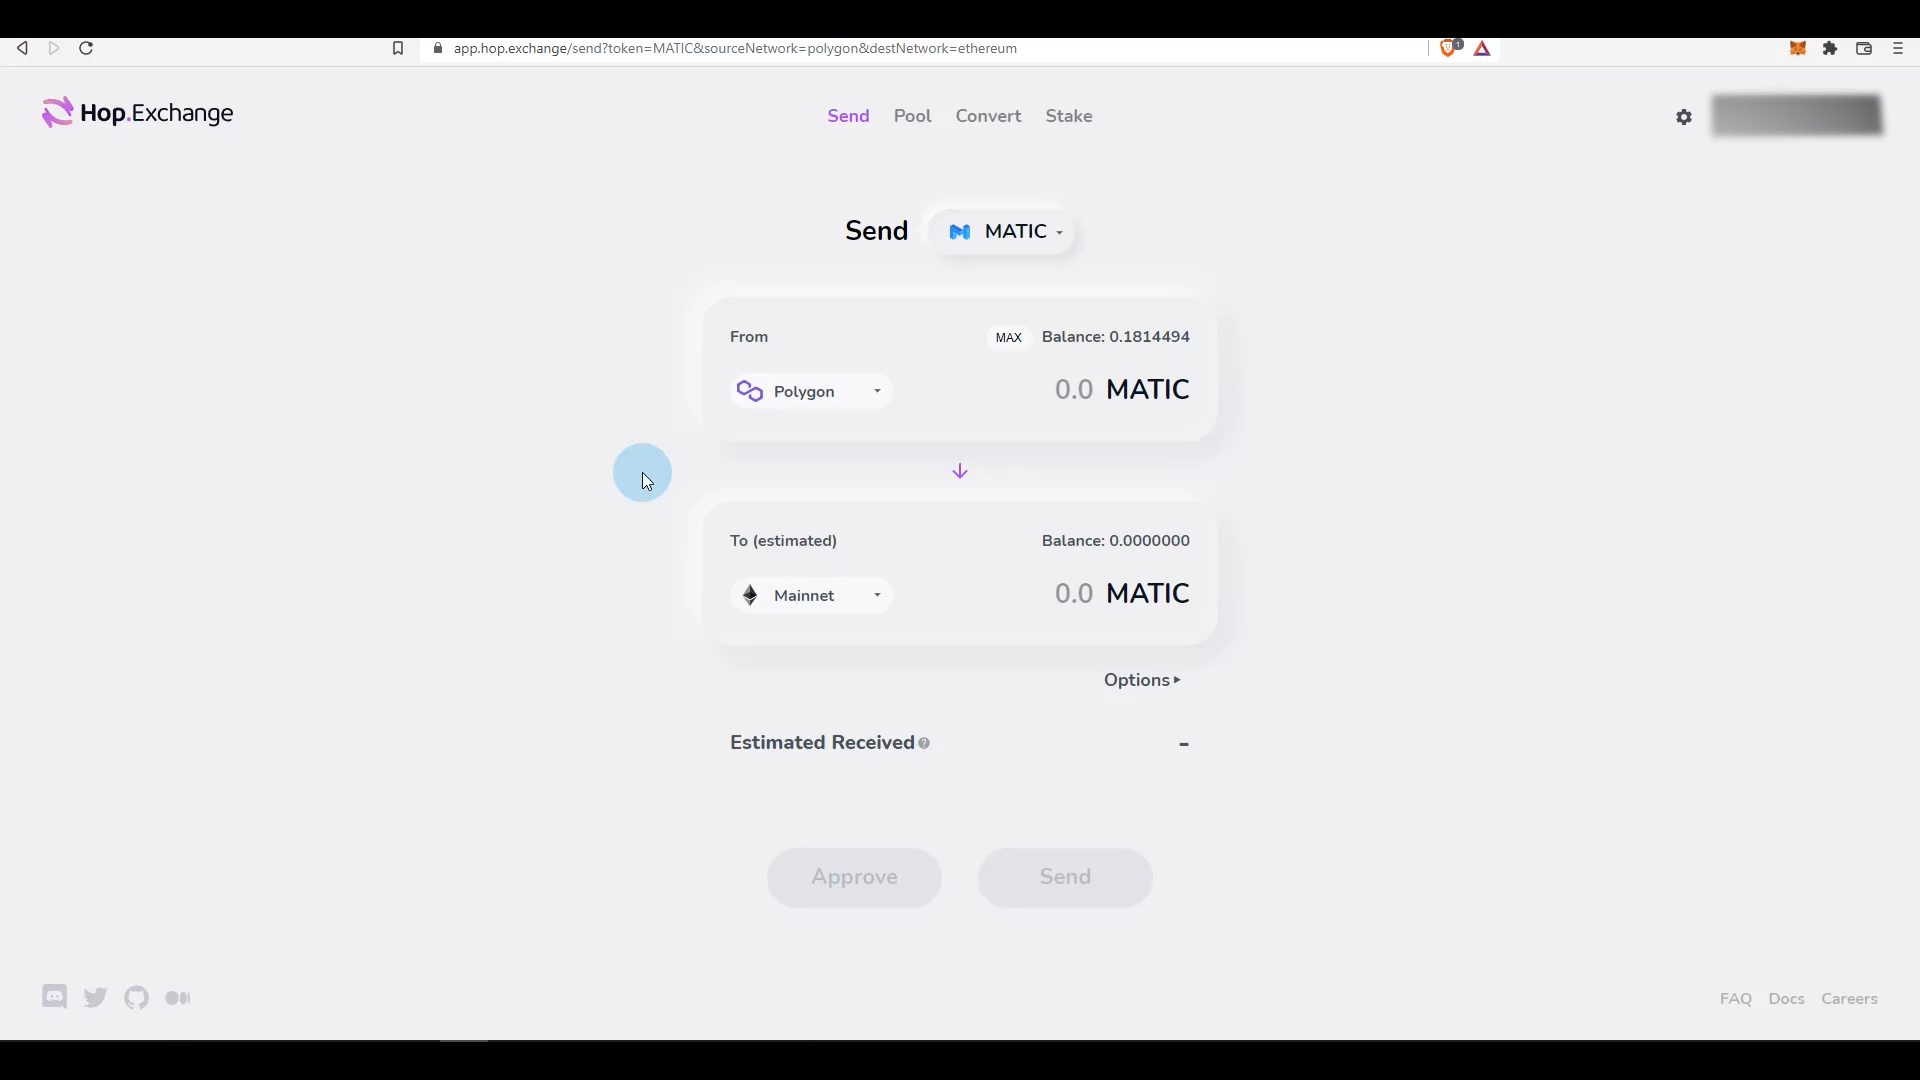 app.hop.exchange/send?token=MATIC&sourceNetwork=polygon&destNetwork=ethereum
1
Hop.Exchange
Send Pool Convert Stake
Send MATIC
From MAX Balance: 0.1814494
Polygon 0.0 MATIC
To (estimated) Balance: 0.0000000
Mainnet 0.0 MATIC
Options
Estimated Received ? -
Approve Send
FAQ Docs Careers